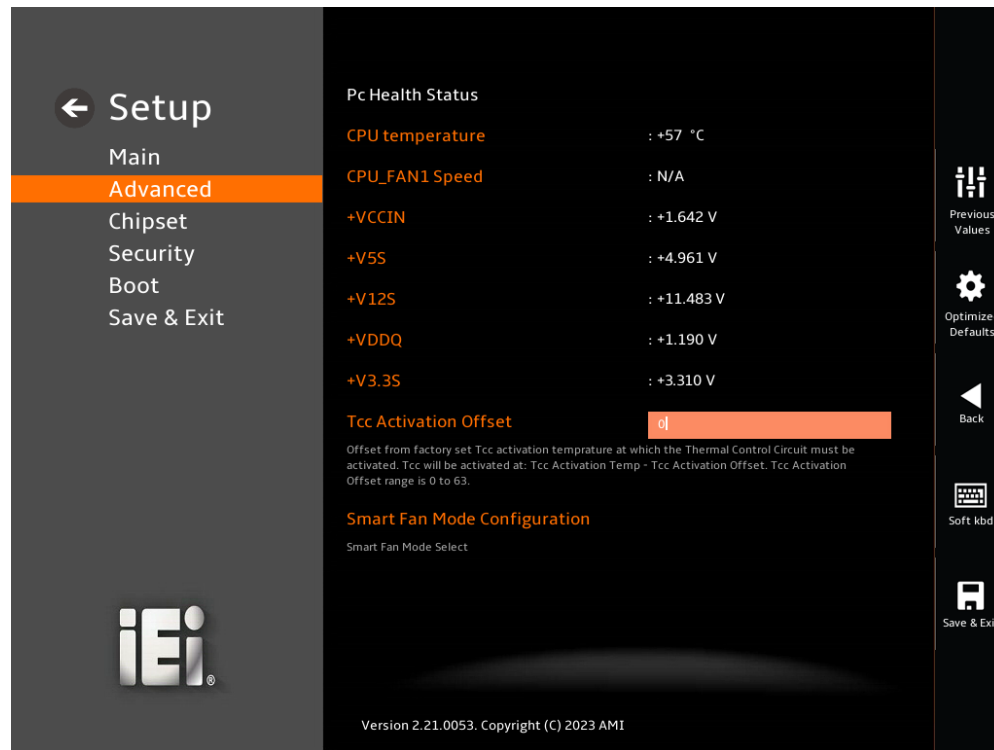 Setup
Main
Advanced
Chipset
Security
Boot
Save & Exit
iEi®
Pc Health Status
CPU temperature : +57 °C
CPU_FAN1 Speed : N/A
+VCCIN : +1.642 V
+V5S : +4.961 V
+V12S : +11.483 V
+VDDQ : +1.190 V
+V3.3S : +3.310 V
Tcc Activation Offset 0
Offset from factory set Tcc activation temprature at which the Thermal Control Circuit must be
activated. Tcc will be activated at: Tcc Activation Temp - Tcc Activation Offset. Tcc Activation
Offset range is 0 to 63.
Smart Fan Mode Configuration
Smart Fan Mode Select
Version 2.21.0053. Copyright (C) 2023 AMI
Previous
Values
Optimize
Defaults
Back
Soft kbd
Save & Exi